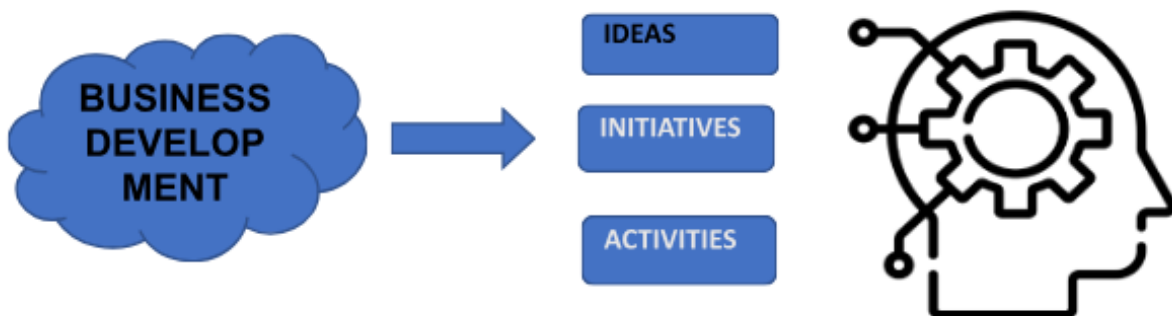 BUSINESS
DEVELOP
MENT
IDEAS
INITIATIVES
ACTIVITIES